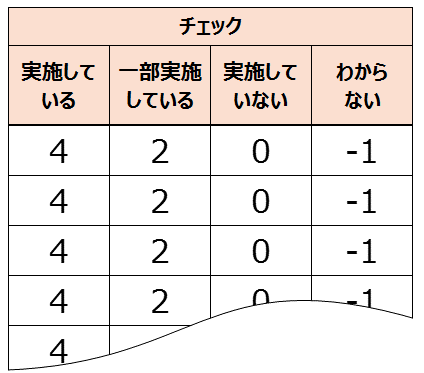 チェック
実施して
いる
一部実施
している
実施して
いない
わから
ない
4 2 0 -1
4 2 0 -1
4 2 0 -1
4 2 0 -1
4